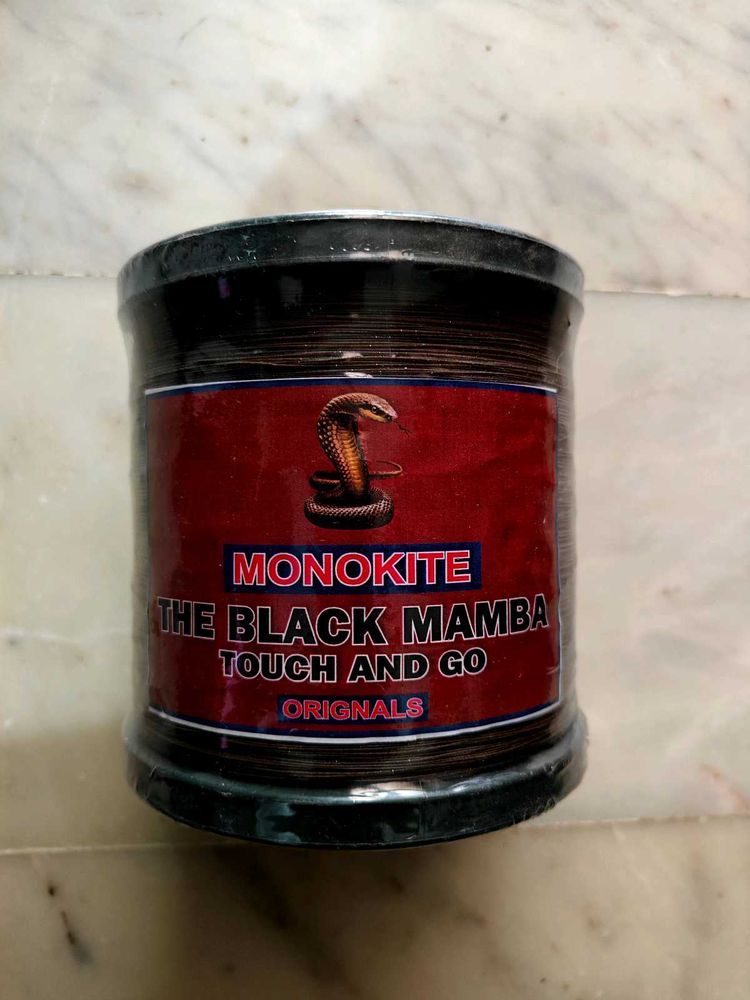 MONOKITE
THE BLACK MAMBA
TOUCH AND GO
ORIGNALS